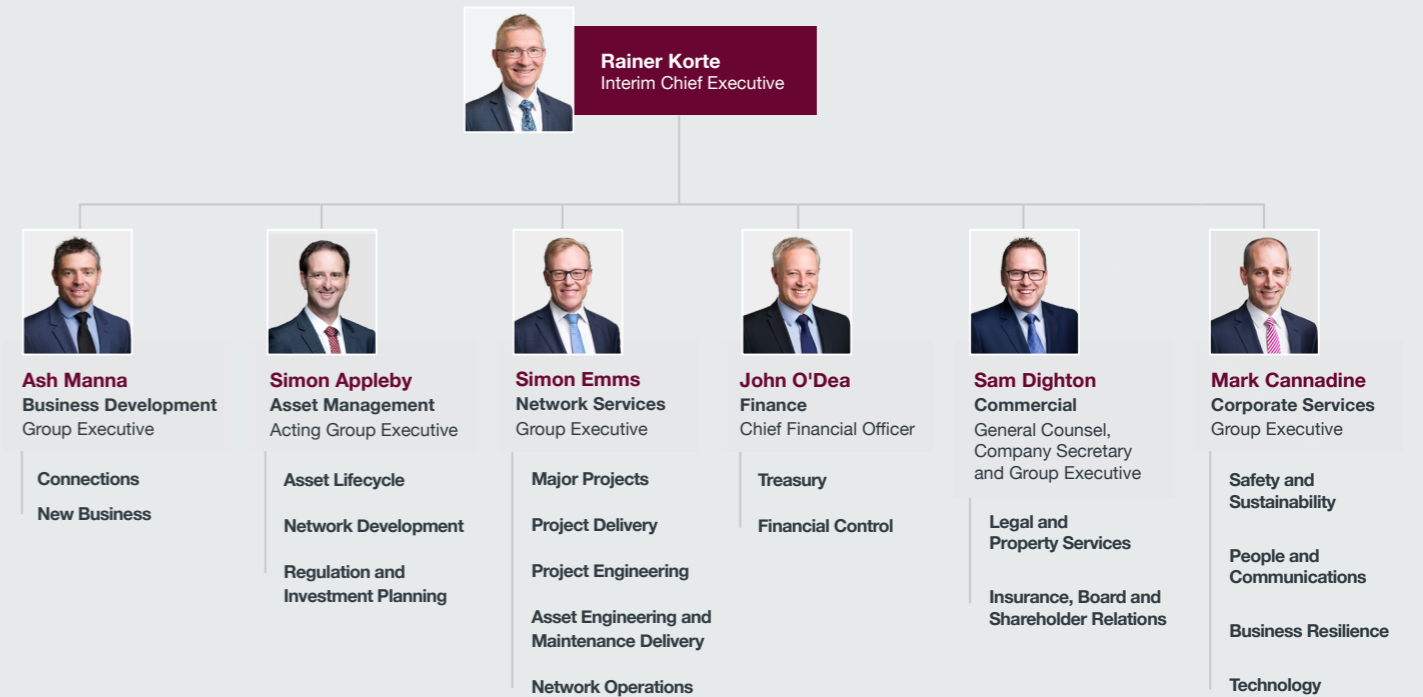 Rainer Korte
Interim Chief Executive
Ash Manna
Business Development
Group Executive
Connections
New Business
Simon Appleby
Asset Management
Acting Group Executive
Asset Lifecycle
Network Development
Regulation and
Investment Planning
Simon Emms
Network Services
Group Executive
Major Projects
Project Delivery
Project Engineering
Asset Engineering and
Maintenance Delivery
Network Operations
John O'Dea
Finance
Chief Financial Officer
Treasury
Financial Control
Sam Dighton
Commercial
General Counsel,
Company Secretary
and Group Executive
Legal and
Property Services
Insurance, Board and
Shareholder Relations
Mark Cannadine
Corporate Services
Group Executive
Safety and
Sustainability
People and
Communications
Business Resilience
Technology